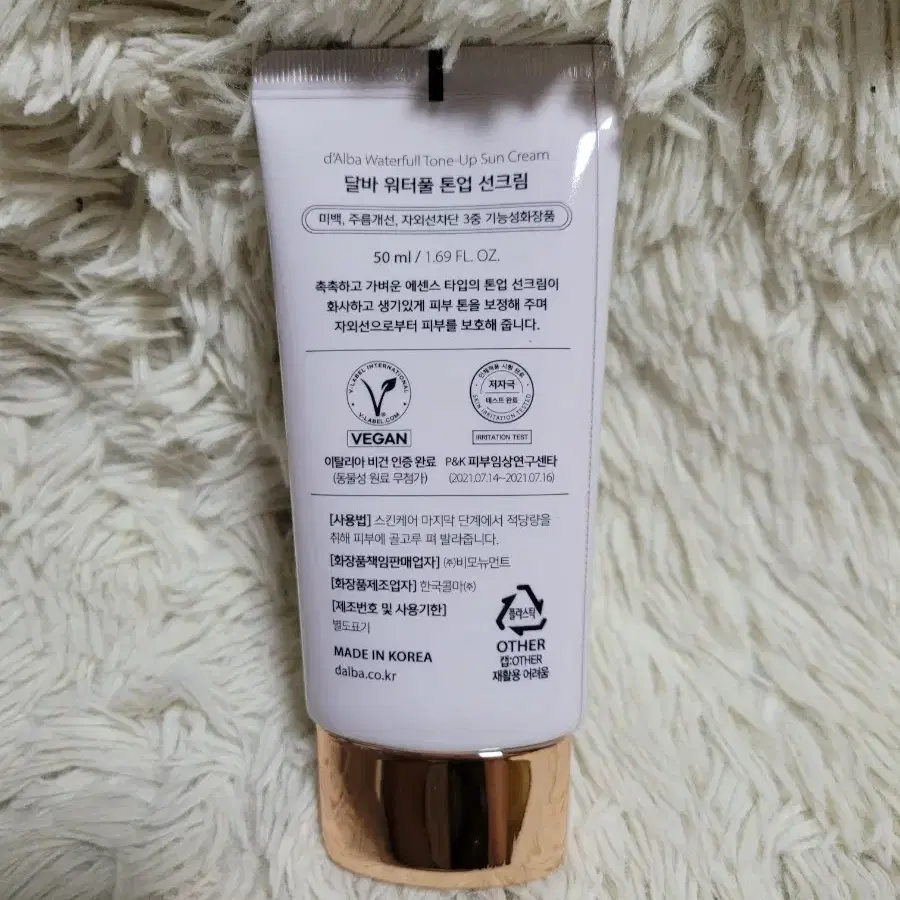 d'Alba Waterfull Tone-Up Sun Cream
달바 워터풀 톤업 선크림
미백, 주름개선, 자외선차단 3중 기능성화장품
50 ml / 1.69 FL. OZ.
촉촉하고 가벼운 에센스 타입의 톤업 선크림이
화사하고 생기있게 피부 톤을 보정해 주며
자외선으로부터 피부를 보호해 줍니다.
V-LABEL INTERNATIONAL
V-LABEL.COM
VEGAN
이탈리아 비건 인증 완료
(동물성 원료 무첨가)
인체적용 시험 완료
저자극
테스트 완료
SKIN IRRITATION TESTED
IRRITATION TEST
P&K 피부임상연구센타
(2021.07.14~2021.07.16)
[사용법] 스킨케어 마지막 단계에서 적당량을
취해 피부에 골고루 펴 발라줍니다.
[화장품책임판매업자] ㈜비모뉴먼트
[화장품제조업자] 한국콜마㈜
[제조번호 및 사용기한]
별도표기
MADE IN KOREA
dalba.co.kr
플라스틱
OTHER
캡:OTHER
재활용 어려움